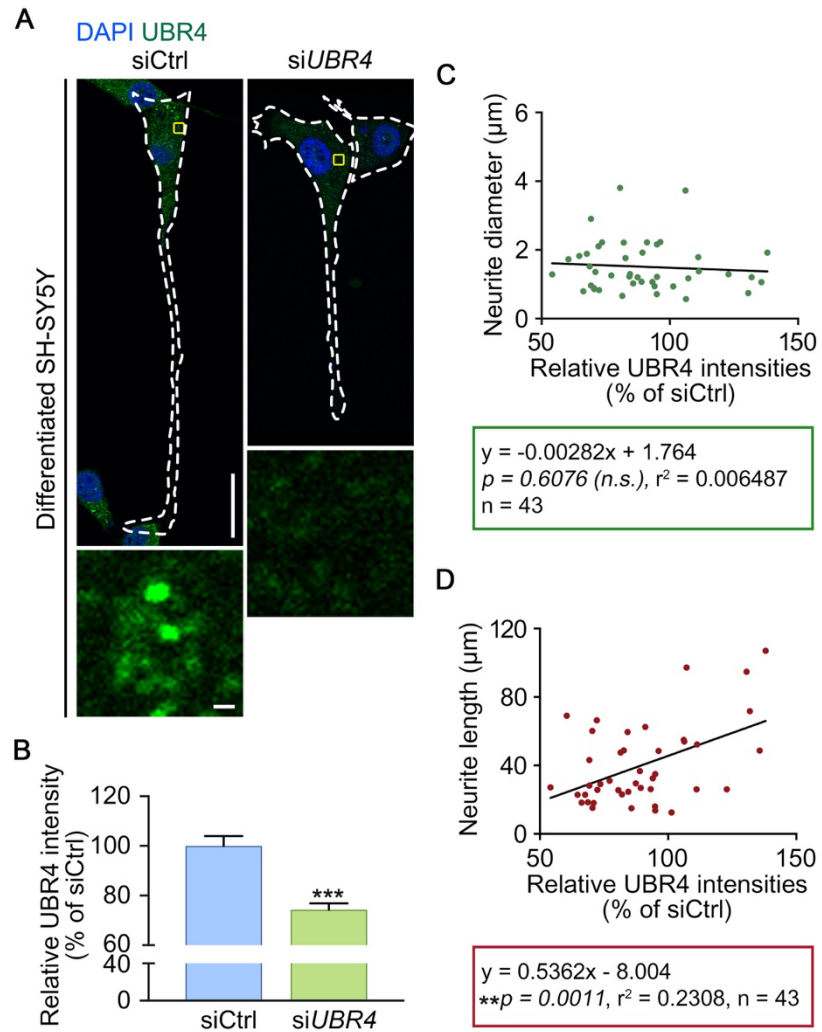 A
DAPI UBR4
siCtrl
siUBR4
Differentiated SH-SY5Y
B
Relative UBR4 intensity
(% of siCtrl)
120
100
80
60
40
0
***
siCtrl
siUBR4
C
Neurite diameter (µm)
6
4
2
0
50
100
150
Relative UBR4 intensities
(% of siCtrl)
y = -0.00282x + 1.764
p = 0.6076 (n.s.), r² = 0.006487
n = 43
D
Neurite length (µm)
120
80
40
0
50
100
150
Relative UBR4 intensities
(% of siCtrl)
y = 0.5362x - 8.004
**p = 0.0011, r² = 0.2308, n = 43